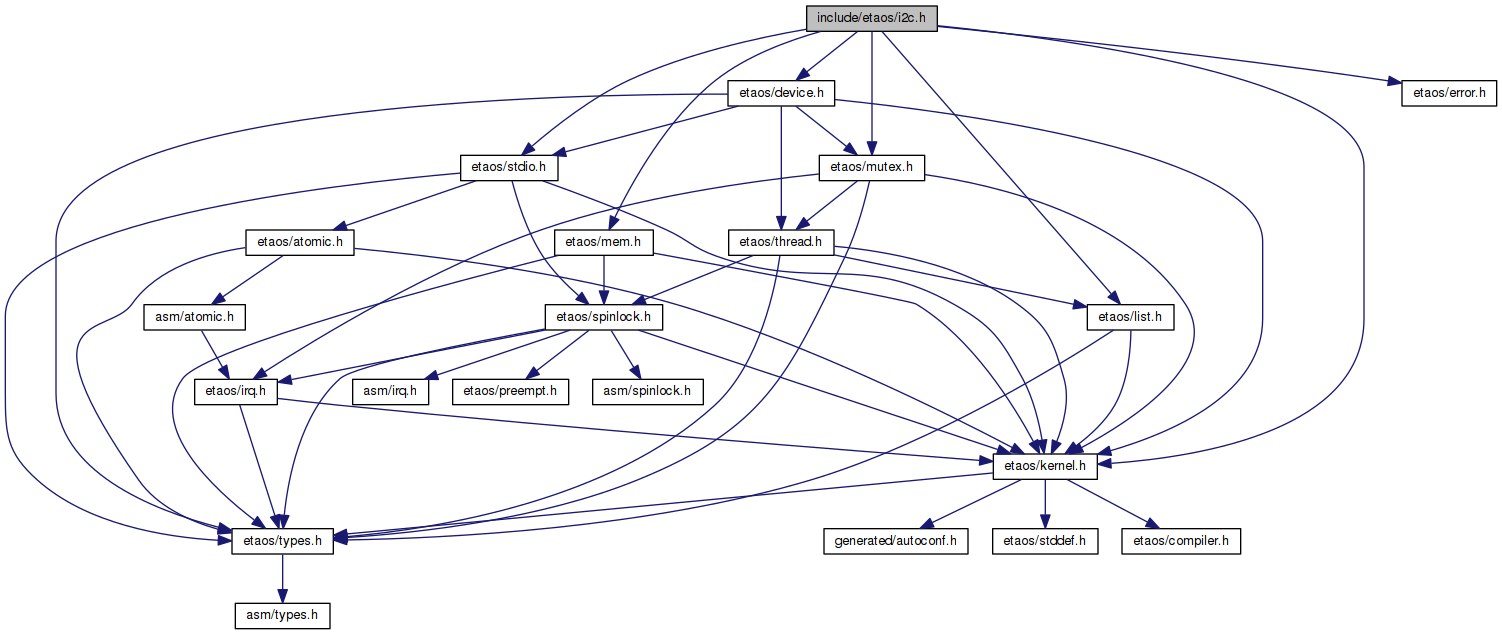 include/etaos/i2c.h
etaos/device.h
etaos/error.h
etaos/stdio.h
etaos/mutex.h
etaos/atomic.h
etaos/mem.h
etaos/thread.h
asm/atomic.h
etaos/spinlock.h
etaos/list.h
etaos/irq.h
asm/irq.h
etaos/preempt.h
asm/spinlock.h
etaos/kernel.h
etaos/types.h
generated/autoconf.h
etaos/stddef.h
etaos/compiler.h
asm/types.h